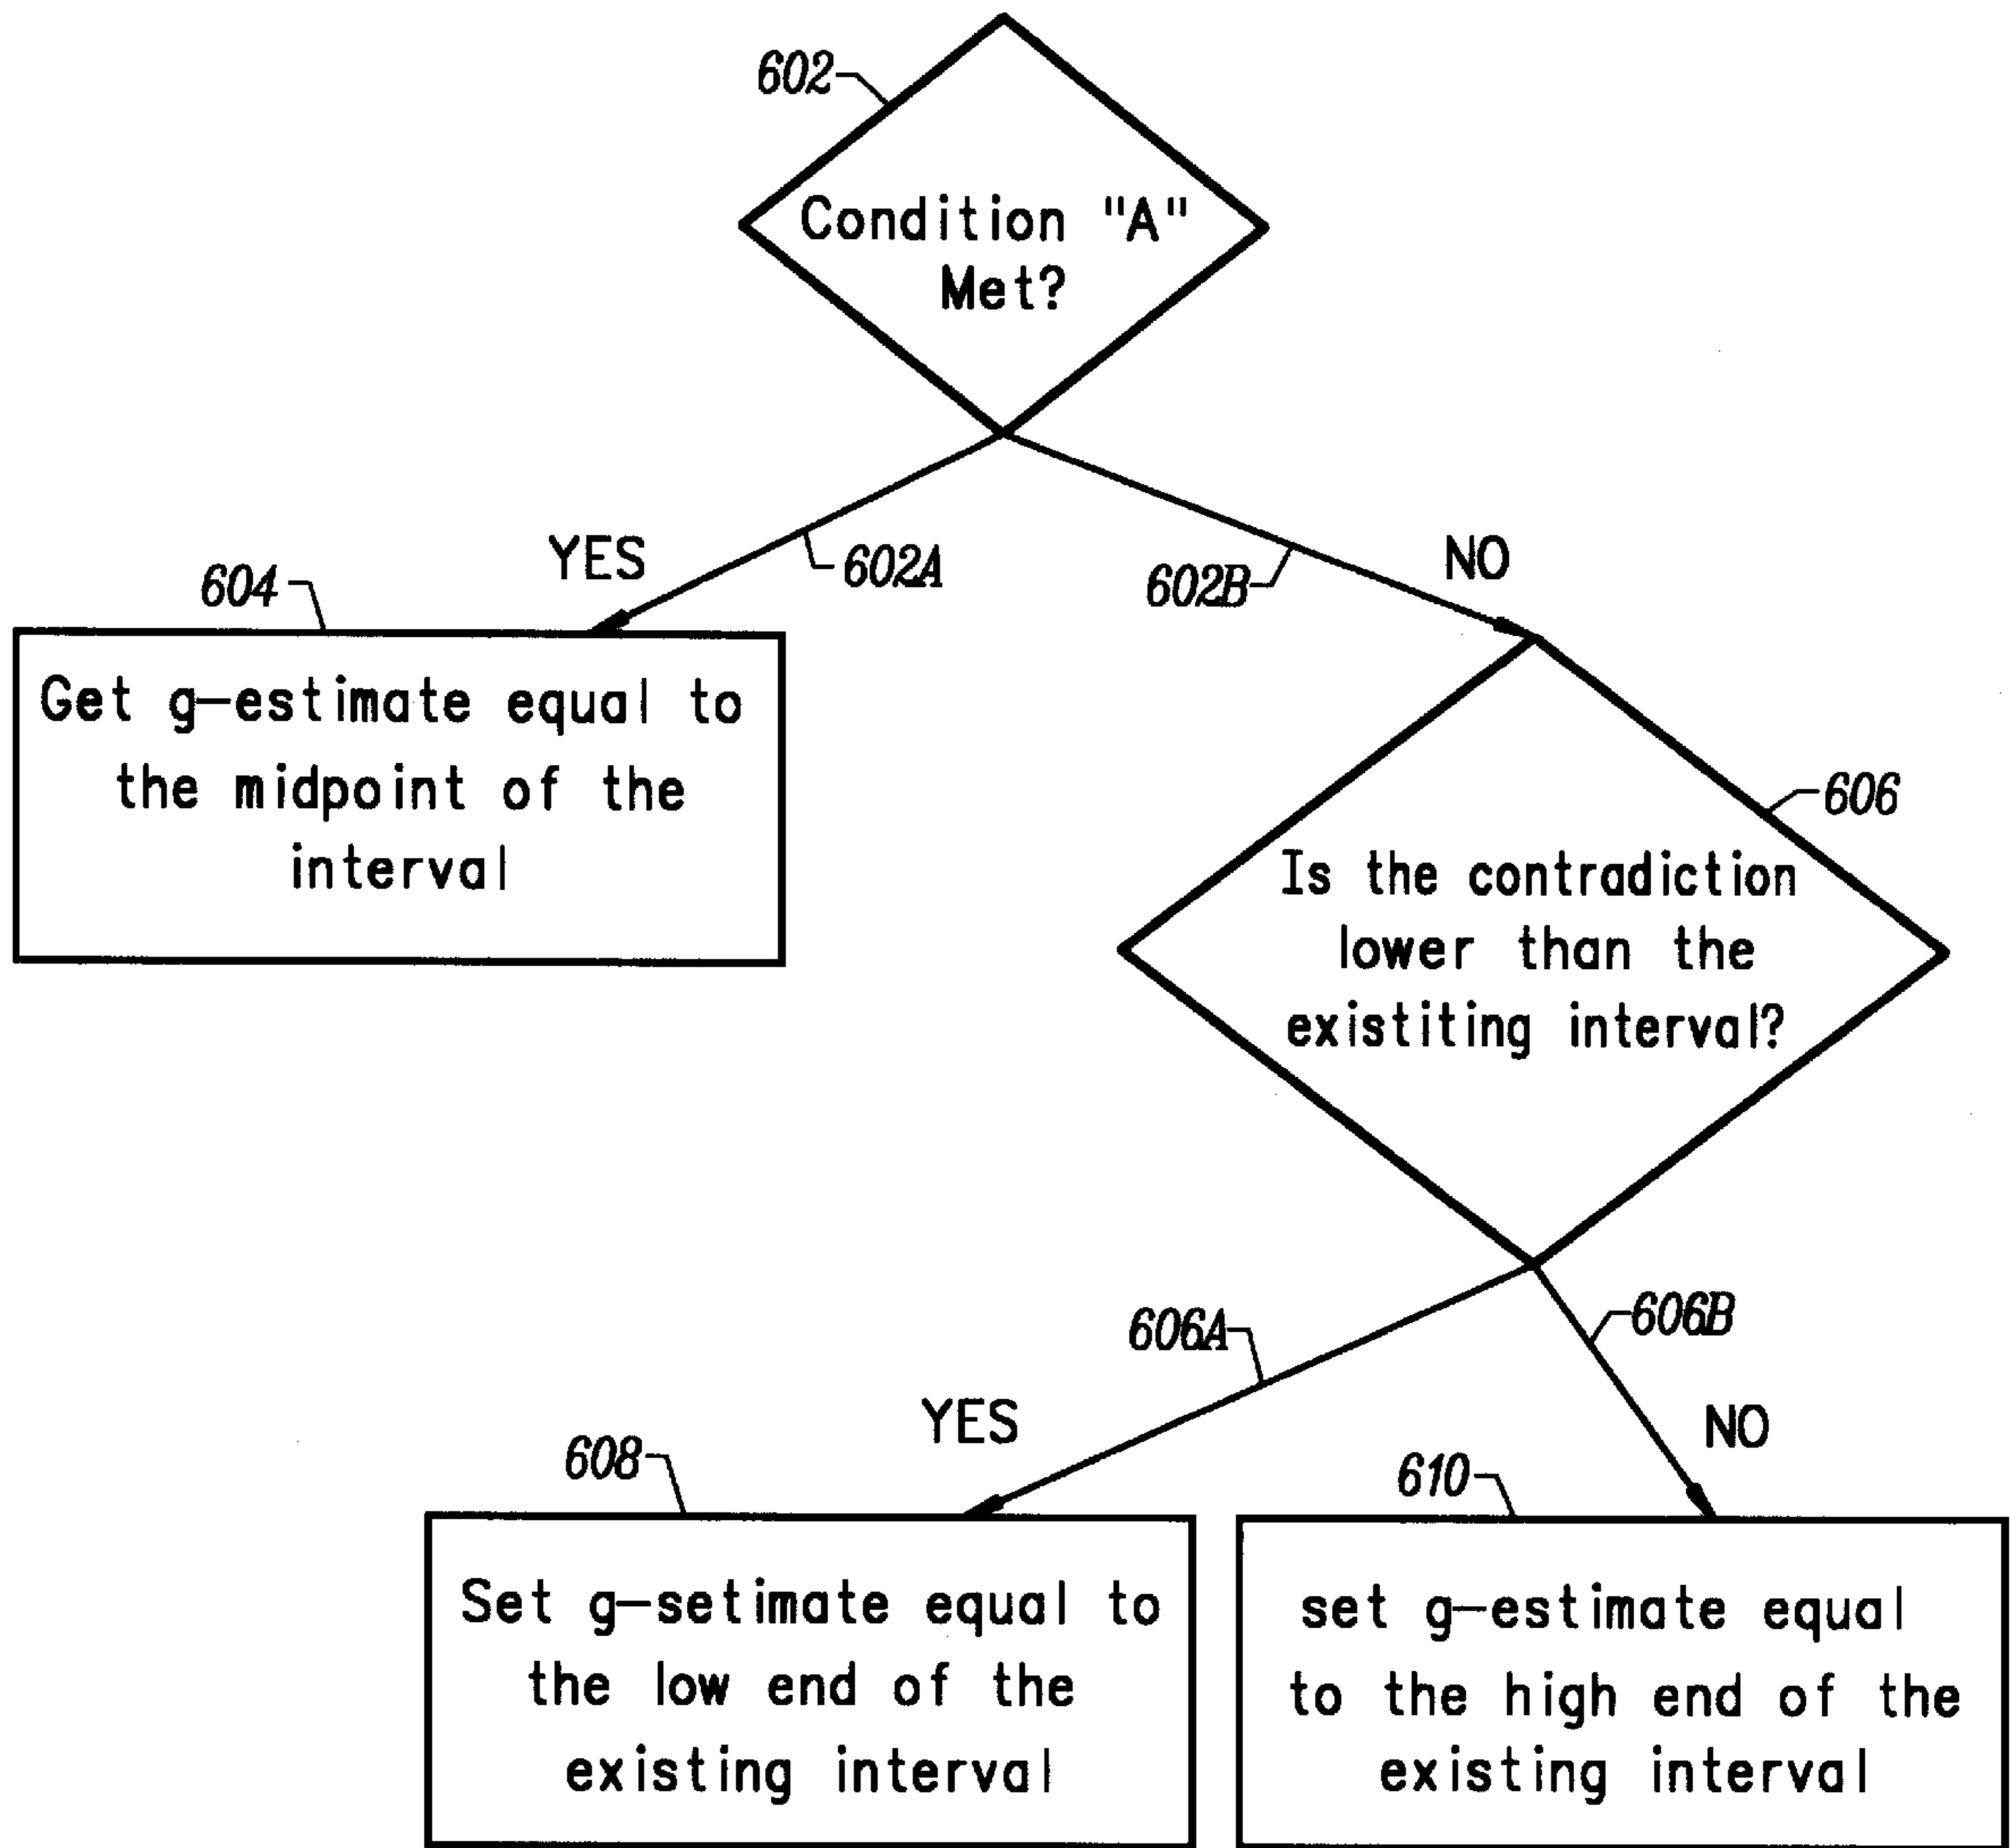 602
Condition "A"
Met?
YES
602A
602B
NO
604
Get g-estimate equal to
the midpoint of the
interval
606
Is the contradiction
lower than the
existiting interval?
606A
606B
YES
NO
608
610
Set g-setimate equal to
the low end of the
existing interval
set g-estimate equal
to the high end of the
existing interval